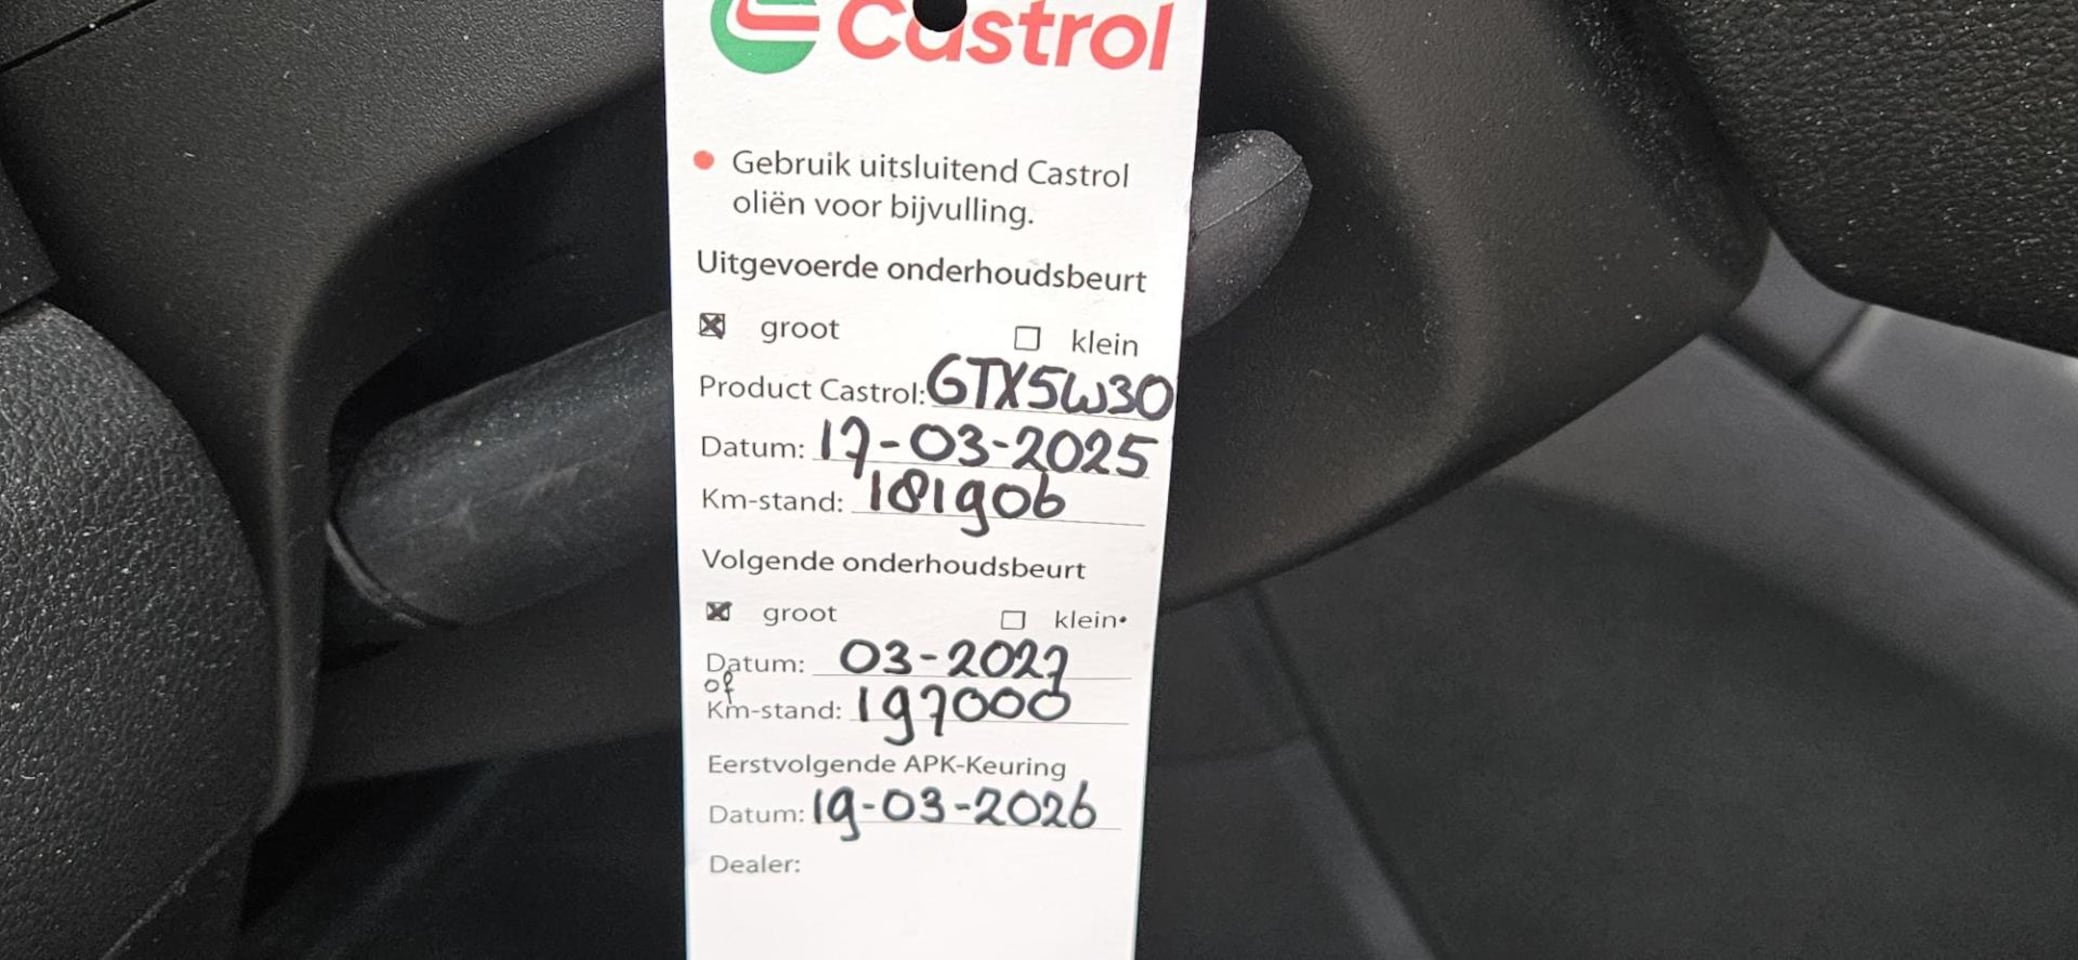 Castrol
Gebruik uitsluitend Castrol
oliën voor bijvulling.
Uitgevoerde onderhoudsbeurt
groot klein
Product Castrol: GTX5W30
Datum: 17-03-2025
Km-stand: 181906
Volgende onderhoudsbeurt
groot klein
Datum: 03-2027
of
Km-stand: 197000
Eerstvolgende APK-Keuring
Datum: 19-03-2026
Dealer: